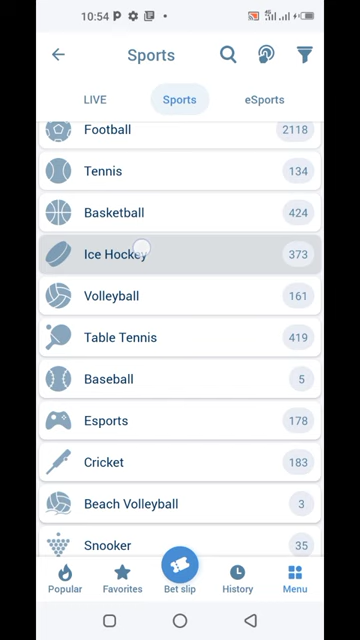 10:54 P
Sports
LIVE Sports eSports
Football 2118
Tennis 134
Basketball 424
Ice Hockey 373
Volleyball 161
Table Tennis 419
Baseball 5
Esports 178
Cricket 183
Beach Volleyball 3
Snooker 35
Popular Favorites Bet slip History Menu